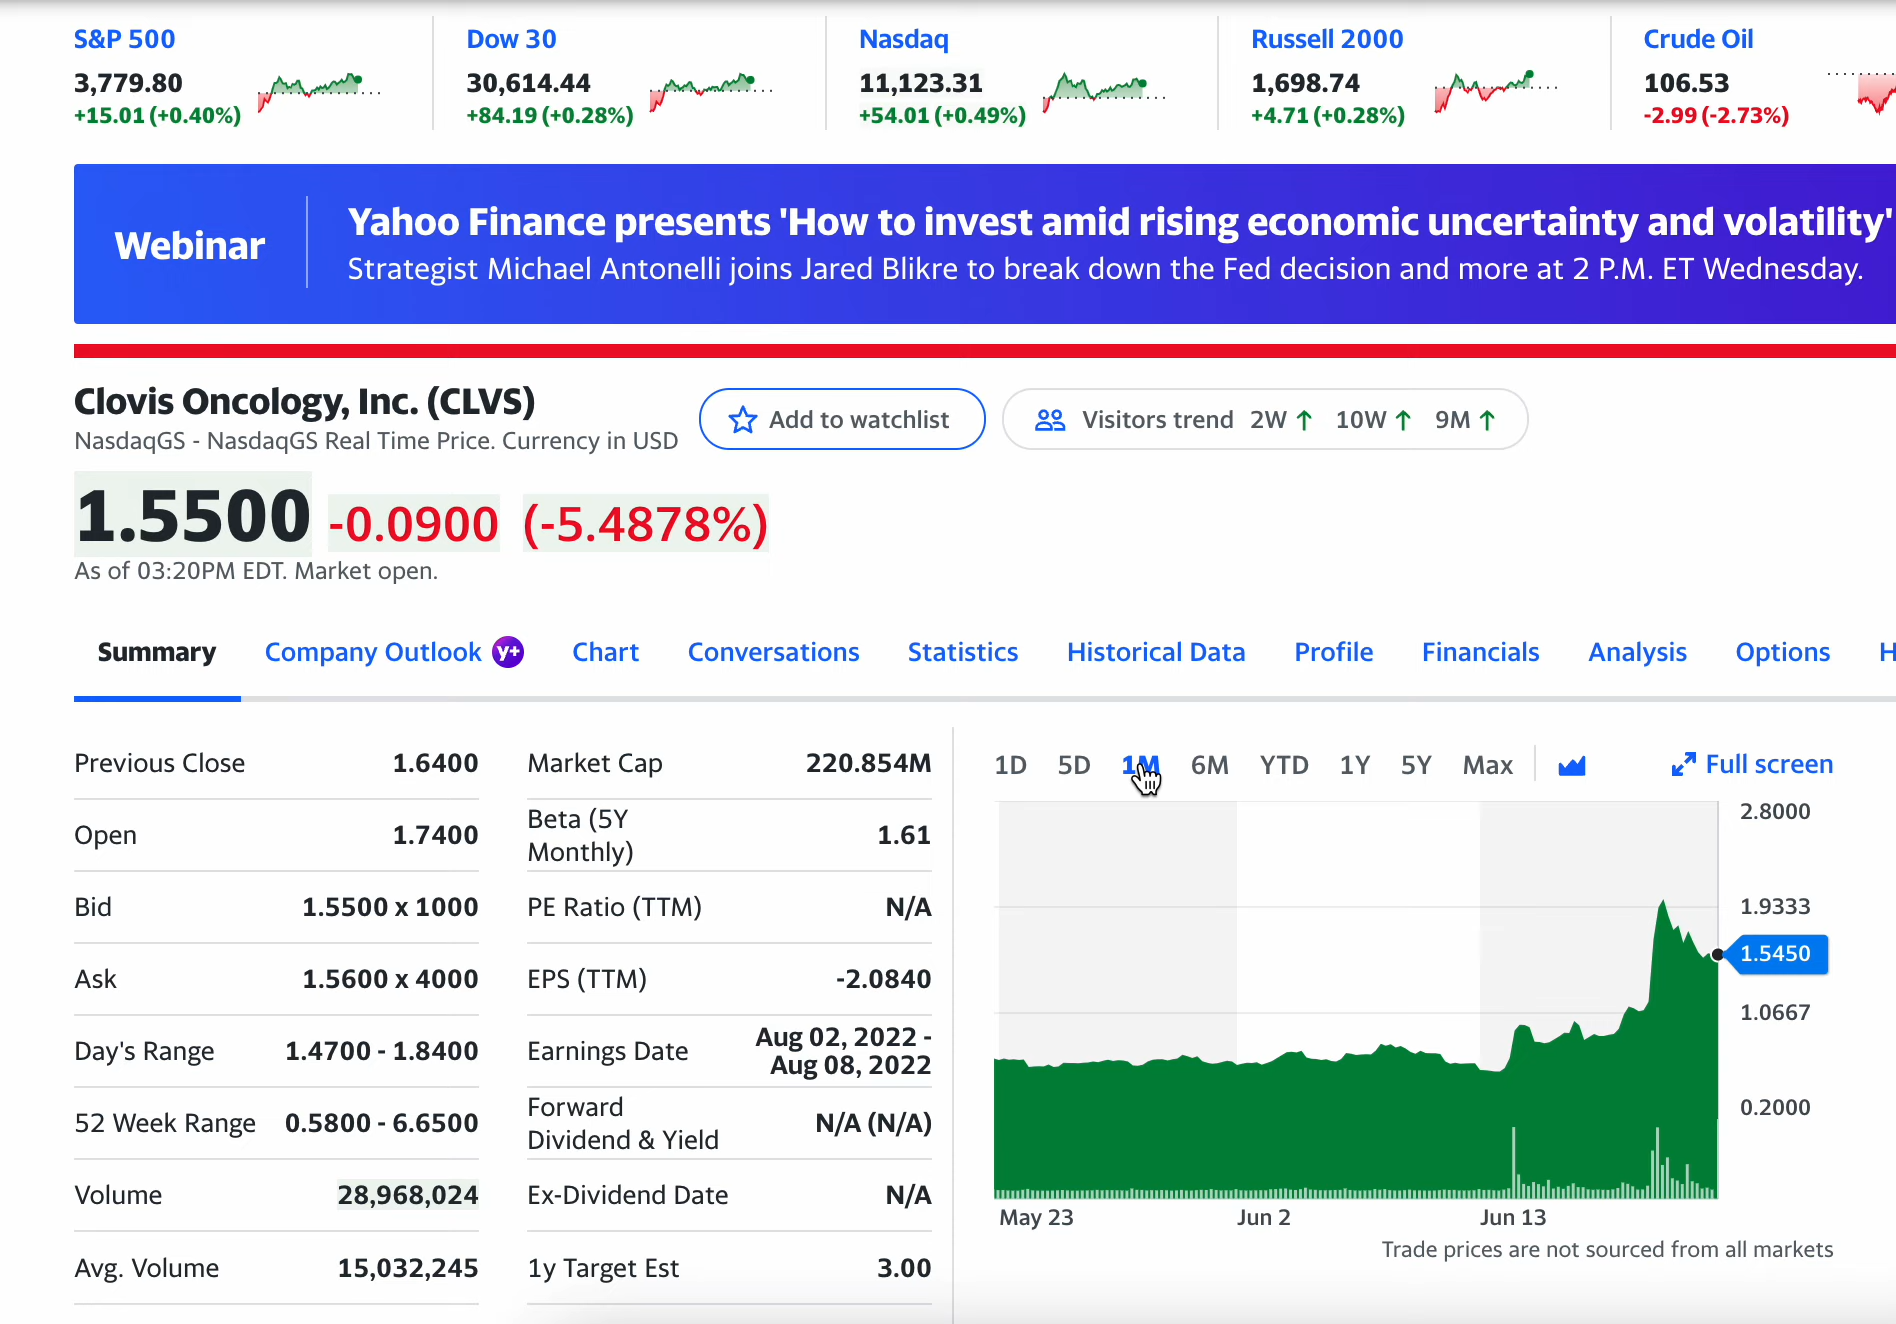 S&P 500
3,779.80
+15.01 (+0.40%)
Dow 30
30,614.44
+84.19 (+0.28%)
Nasdaq
11,123.31
+54.01 (+0.49%)
Russell 2000
1,698.74
+4.71 (+0.28%)
Crude Oil
106.53
-2.99 (-2.73%)
Webinar
Yahoo Finance presents 'How to invest amid rising economic uncertainty and volatility'
Strategist Michael Antonelli joins Jared Blikre to break down the Fed decision and more at 2 P.M. ET Wednesday.
Clovis Oncology, Inc. (CLVS)
NasdaqGS - NasdaqGS Real Time Price. Currency in USD
Add to watchlist
Visitors trend 2W ↑ 10W ↑ 9M ↑
1.5500 -0.0900 (-5.4878%)
As of 03:20PM EDT. Market open.
Summary Company Outlook y+ Chart Conversations Statistics Historical Data Profile Financials Analysis Options H
Previous Close 1.6400
Open 1.7400
Bid 1.5500 x 1000
Ask 1.5600 x 4000
Day's Range 1.4700 - 1.8400
52 Week Range 0.5800 - 6.6500
Volume 28,968,024
Avg. Volume 15,032,245
Market Cap 220.854M
Beta (5Y
Monthly) 1.61
PE Ratio (TTM) N/A
EPS (TTM) -2.0840
Earnings Date Aug 02, 2022 -
Aug 08, 2022
Forward
Dividend & Yield N/A (N/A)
Ex-Dividend Date N/A
1y Target Est 3.00
1D 5D 1M 6M YTD 1Y 5Y Max Full screen
2.8000
1.9333
1.5450
1.0667
0.2000
May 23 Jun 2 Jun 13
Trade prices are not sourced from all markets